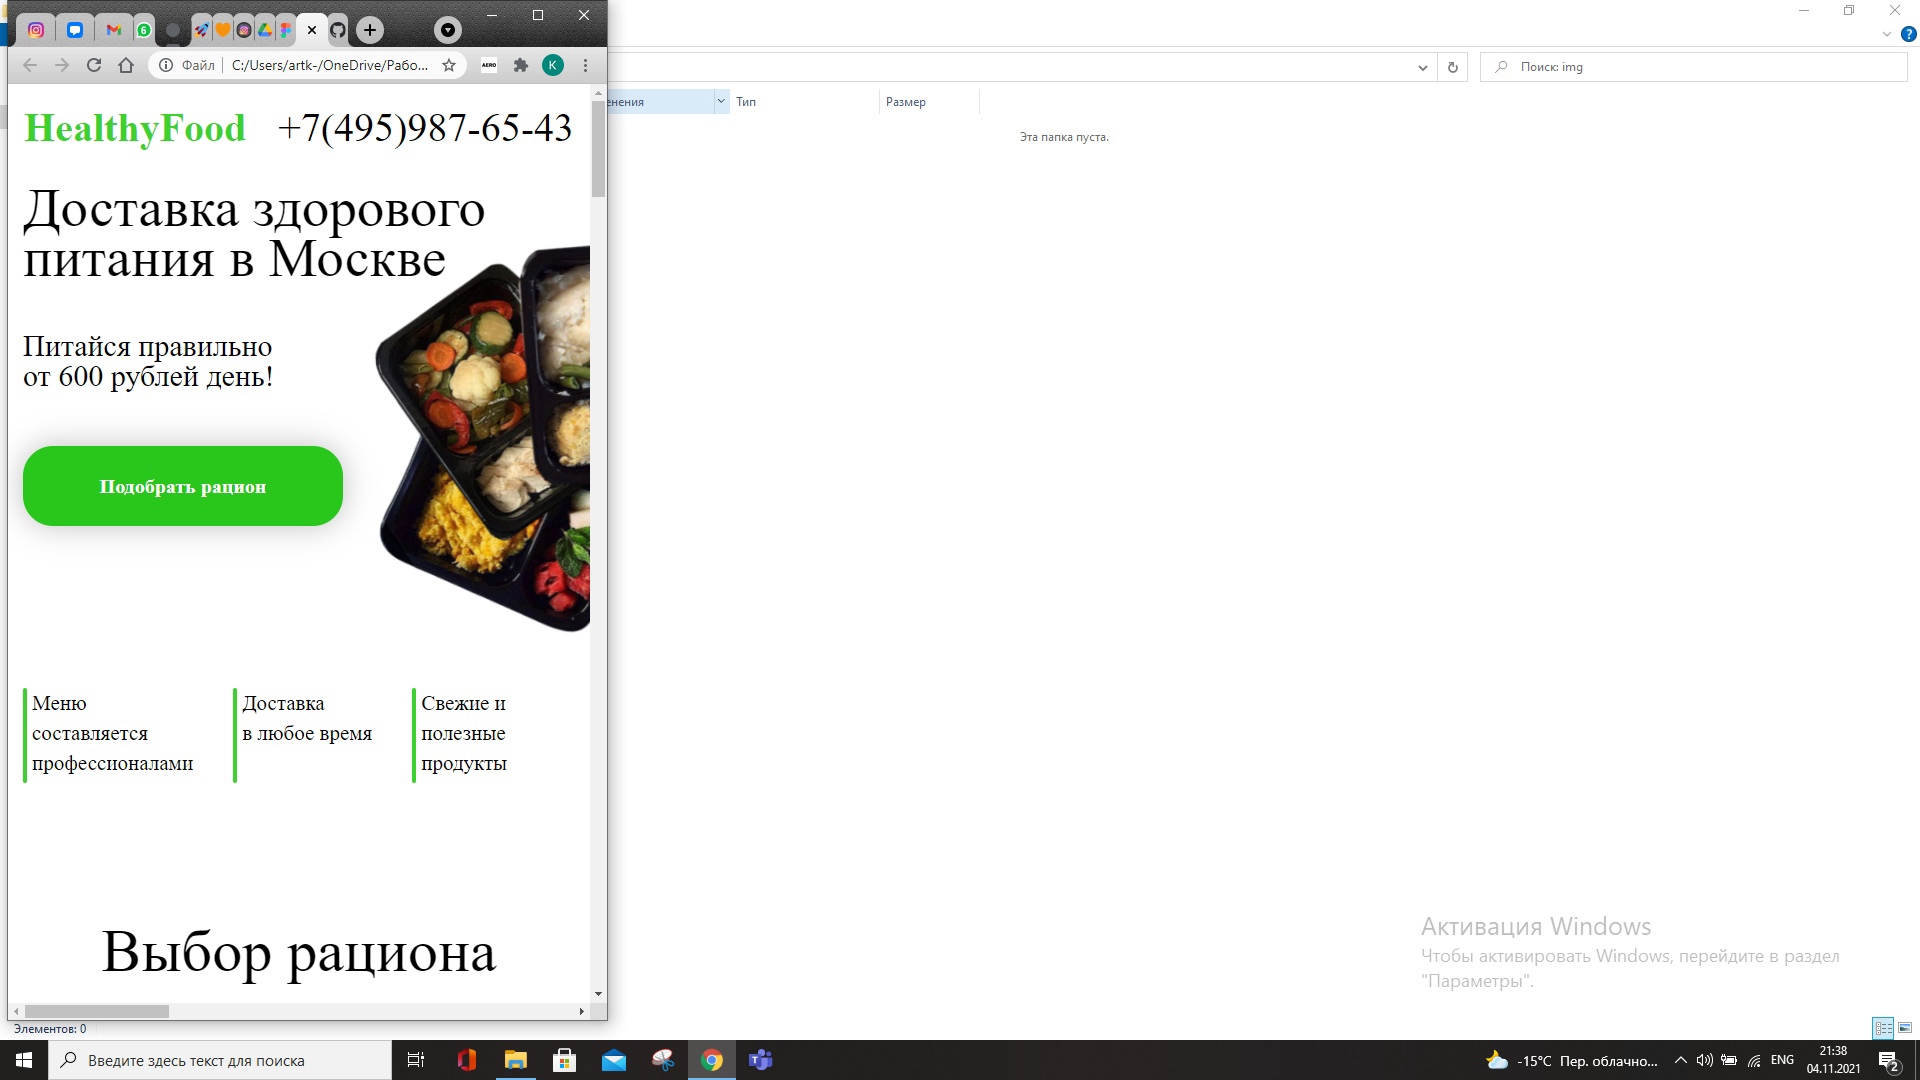 6
Файл
C:/Users/artk-/OneDrive/Рабо...
AERO
K
HealthyFood
+7(495)987-65-43
Доставка здорового
питания в Москве
Питайся правильно
от 600 рублей день!
Подобрать рацион
Меню
составляется
профессионалами
Доставка
в любое время
Свежие и
полезные
продукты
Выбор рациона
Элементов: 0
?
Поиск: img
енения
Тип
Размер
Эта папка пуста.
Активация Windows
Чтобы активировать Windows, перейдите в раздел
"Параметры".
Введите здесь текст для поиска
-15°C Пер. облачно...
ENG
21:38
04.11.2021
2